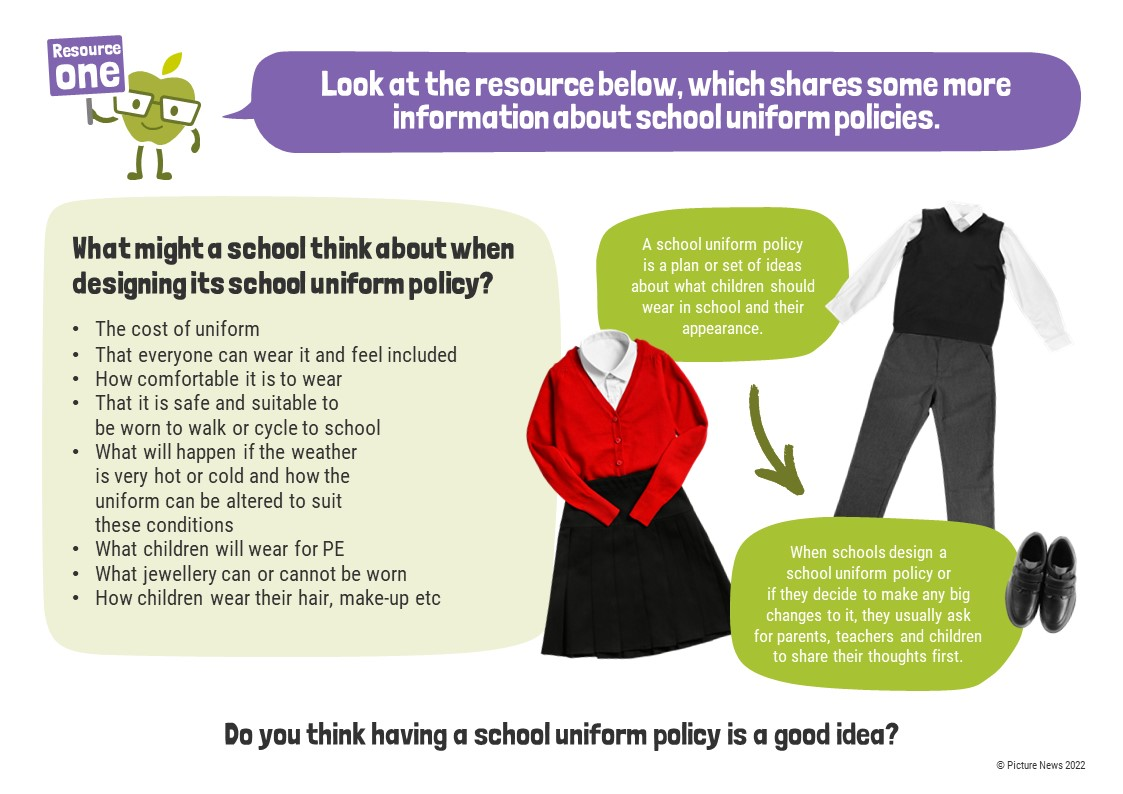 Resource
one
Look at the resource below, which shares some more
information about school uniform policies.
What might a school think about when
designing its school uniform policy?
• The cost of uniform
• That everyone can wear it and feel included
• How comfortable it is to wear
• That it is safe and suitable to
be worn to walk or cycle to school
• What will happen if the weather
is very hot or cold and how the
uniform can be altered to suit
these conditions
• What children will wear for PE
• What jewellery can or cannot be worn
• How children wear their hair, make-up etc
A school uniform policy
is a plan or set of ideas
about what children should
wear in school and their
appearance.
When schools design a
school uniform policy or
if they decide to make any big
changes to it, they usually ask
for parents, teachers and children
to share their thoughts first.
Do you think having a school uniform policy is a good idea?
© Picture News 2022